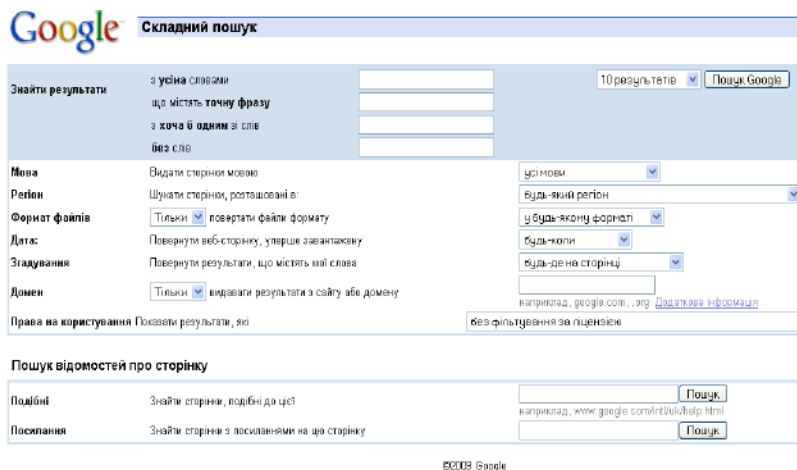 Google Складний пошук
Знайти результати з усіма словами 10 результатів Пошук Google
що містять точну фразу
з хоча б одним зі слів
без слів
Мова Видати сторінки мовою усі мови
Регіон Шукати сторінки, розташовані в: будь-який регіон
Формат файлів Тільки повертати файли формату у будь-якому форматі
Дата: Повернути веб-сторінку, уперше завантажену будь-коли
Згадування Повернути результати, що містять мої слова будь-де на сторінці
Домен Тільки видавати результати з сайту або домену
наприклад, google.com, .org Додаткова інформація
Права на користування Показати результати, які без фільтування за ліцензією
Пошук відомостей про сторінку
Подібні Знайти сторінки, подібні до цієї Пошук
наприклад, www.google.com/intl/uk/help.html
Посилання Знайти сторінки з посиланнями на цю сторінку Пошук
©2009 Google